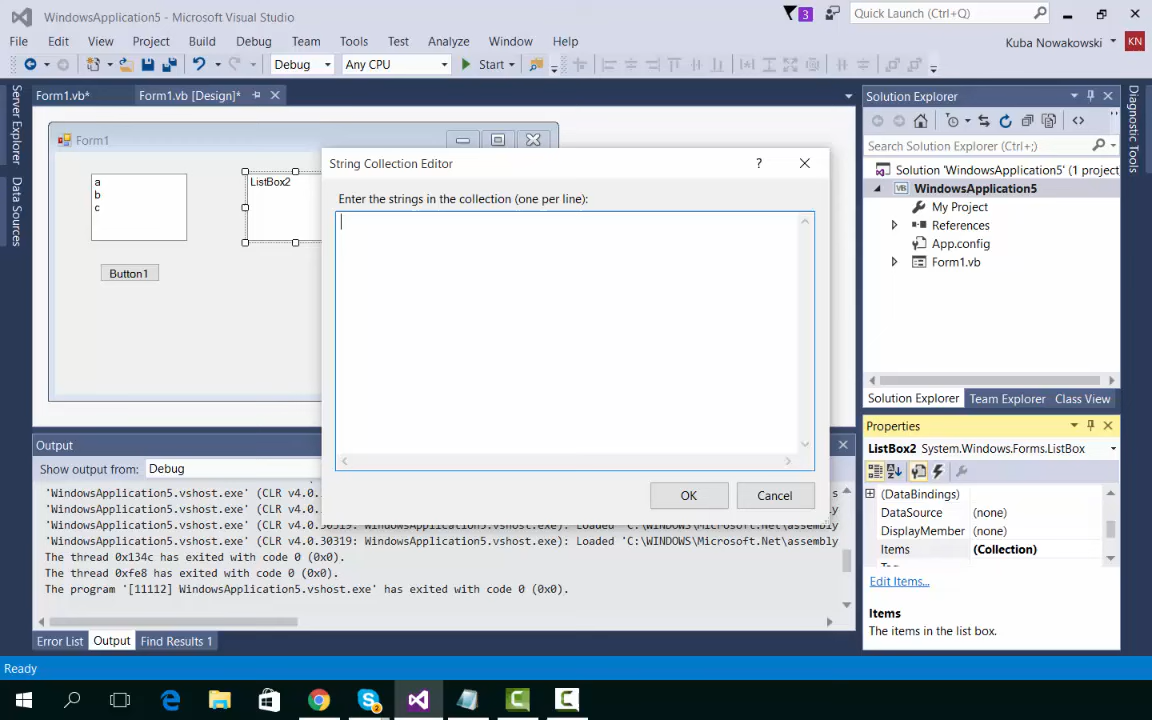 WindowsApplication5 - Microsoft Visual Studio
3
Quick Launch (Ctrl+Q)
File Edit View Project Build Debug Team Tools Test Analyze Window Help
Kuba Nowakowski
KN
Debug
Any CPU
Start
Server Explorer
Data Sources
Form1.vb*
Form1.vb [Design]*
Form1
a
b
c
ListBox2
Button1
String Collection Editor
?
Enter the strings in the collection (one per line):
OK
Cancel
Output
Show output from: Debug
'WindowsApplication5.vshost.exe' (CLR v4.0.
'WindowsApplication5.vshost.exe' (CLR v4.0.
'WindowsApplication5.vshost.exe' (CLR v4.0.
'WindowsApplication5.vshost.exe' (CLR v4.0.30319: WindowsApplication5.vshost.exe): Loaded 'C:\WINDOWS\Microsoft.Net\assembly
The thread 0x134c has exited with code 0 (0x0).
The thread 0xfe8 has exited with code 0 (0x0).
The program '[11112] WindowsApplication5.vshost.exe' has exited with code 0 (0x0).
Error List Output Find Results 1
Solution Explorer
Search Solution Explorer (Ctrl+;)
Solution 'WindowsApplication5' (1 project
WindowsApplication5
My Project
References
App.config
Form1.vb
Solution Explorer Team Explorer Class View
Diagnostic Tools
Properties
ListBox2 System.Windows.Forms.ListBox
(DataBindings)
DataSource (none)
DisplayMember (none)
Items (Collection)
Edit Items...
Items
The items in the list box.
Ready